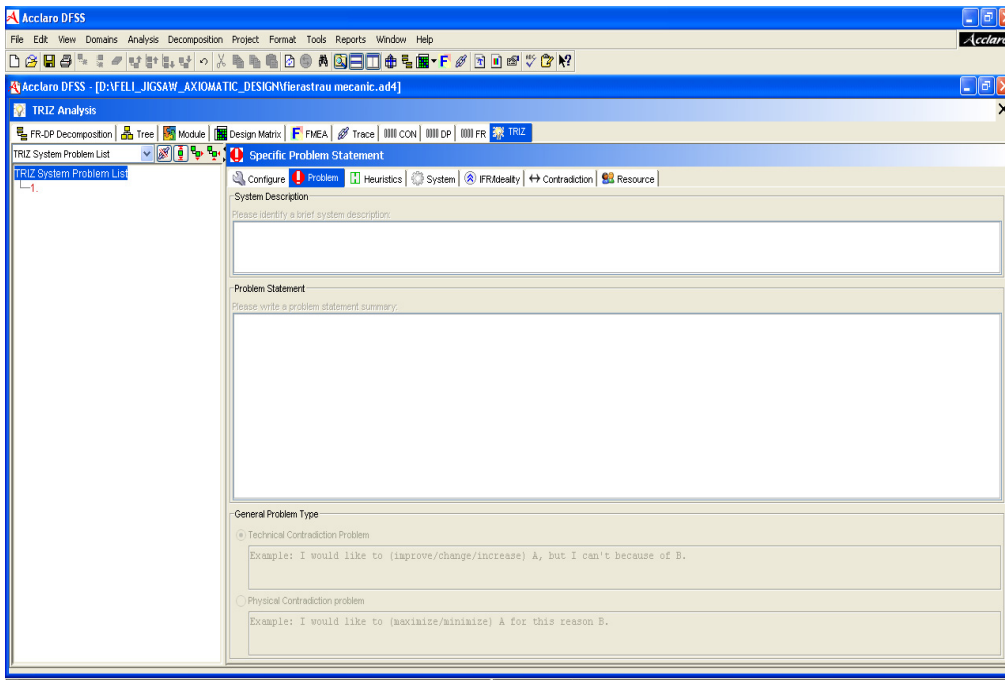 Acclaro DFSS
File Edit View Domains Analysis Decomposition Project Format Tools Reports Window Help
Acclaro
Acclaro DFSS - [D:\FELI_JIGSAW_AXIOMATIC_DESIGN\fierastrau mecanic.ad4]
TRIZ Analysis
FR-DP Decomposition Tree Module Design Matrix FMEA Trace CON DP FR TRIZ
TRIZ System Problem List Specific Problem Statement
TRIZ System Problem List
1.
Configure Problem Heuristics System IFR/Ideality Contradiction Resource
System Description
Please identify a brief system description:
Problem Statement
Please write a problem statement summary:
General Problem Type
Technical Contradiction Problem
Example: I would like to (improve/change/increase) A, but I can't because of B.
Physical Contradiction problem
Example: I would like to (maximize/minimize) A for this reason B.